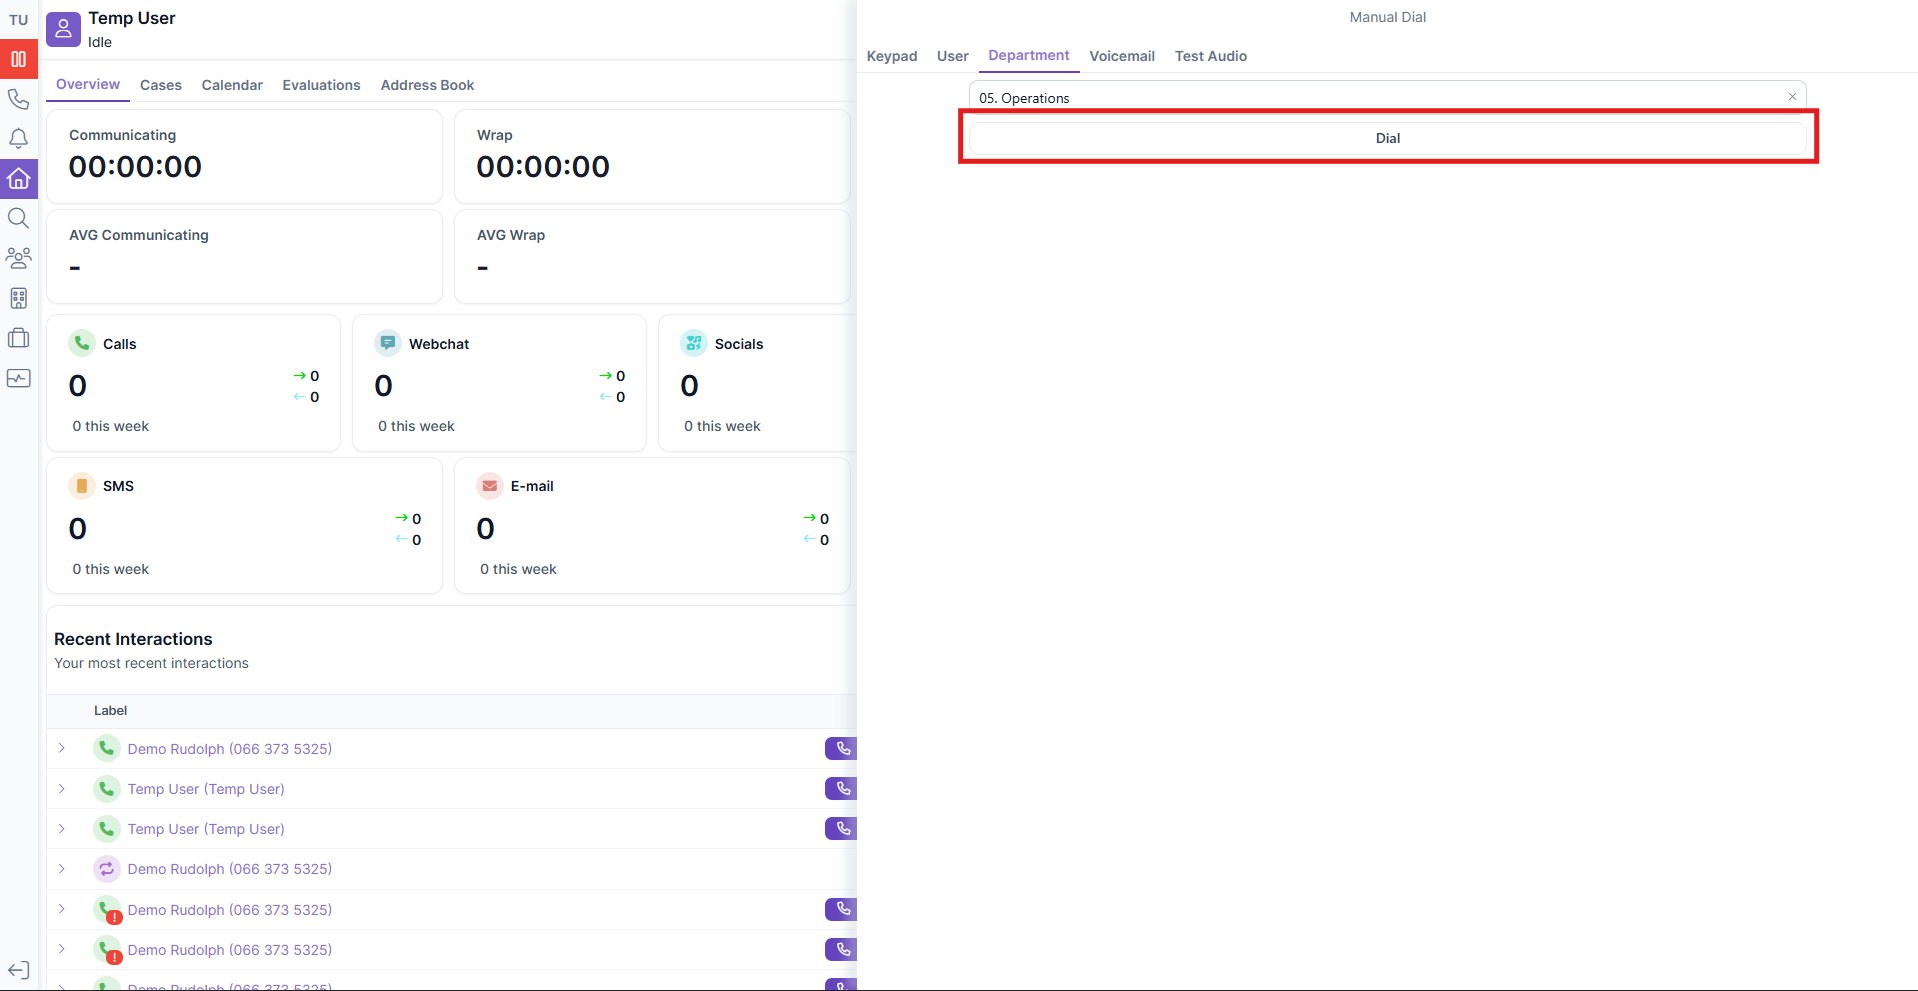 TU
Temp User
Idle
Overview Cases Calendar Evaluations Address Book
Communicating
00:00:00
Wrap
00:00:00
AVG Communicating
-
AVG Wrap
-
Calls
0
→ 0
← 0
0 this week
Webchat
0
→ 0
← 0
0 this week
Socials
0
0 this week
SMS
0
→ 0
← 0
0 this week
E-mail
0
→ 0
← 0
0 this week
Recent Interactions
Your most recent interactions
Label
Demo Rudolph (066 373 5325)
Temp User (Temp User)
Temp User (Temp User)
Demo Rudolph (066 373 5325)
Demo Rudolph (066 373 5325)
Demo Rudolph (066 373 5325)
Demo Rudolph (066 373 5325)
Manual Dial
Keypad User Department Voicemail Test Audio
05. Operations
Dial